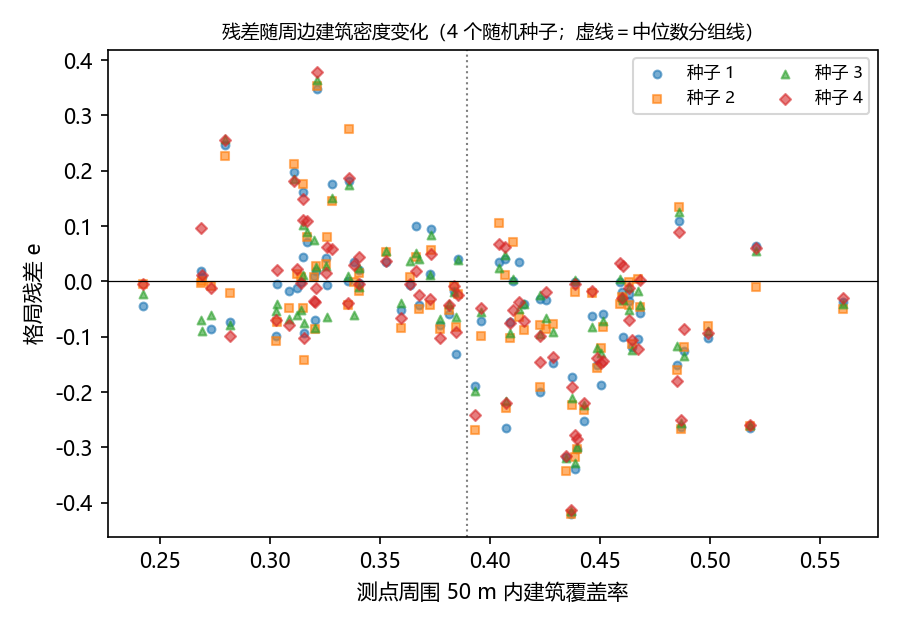 残差随周边建筑密度变化（4 个随机种子；虚线＝中位数分组线）
种子 1
种子 2
种子 3
种子 4
格局残差 e
0.4
0.3
0.2
0.1
0.0
-0.1
-0.2
-0.3
-0.4
0.25
0.30
0.35
0.40
0.45
0.50
0.55
测点周围 50 m 内建筑覆盖率